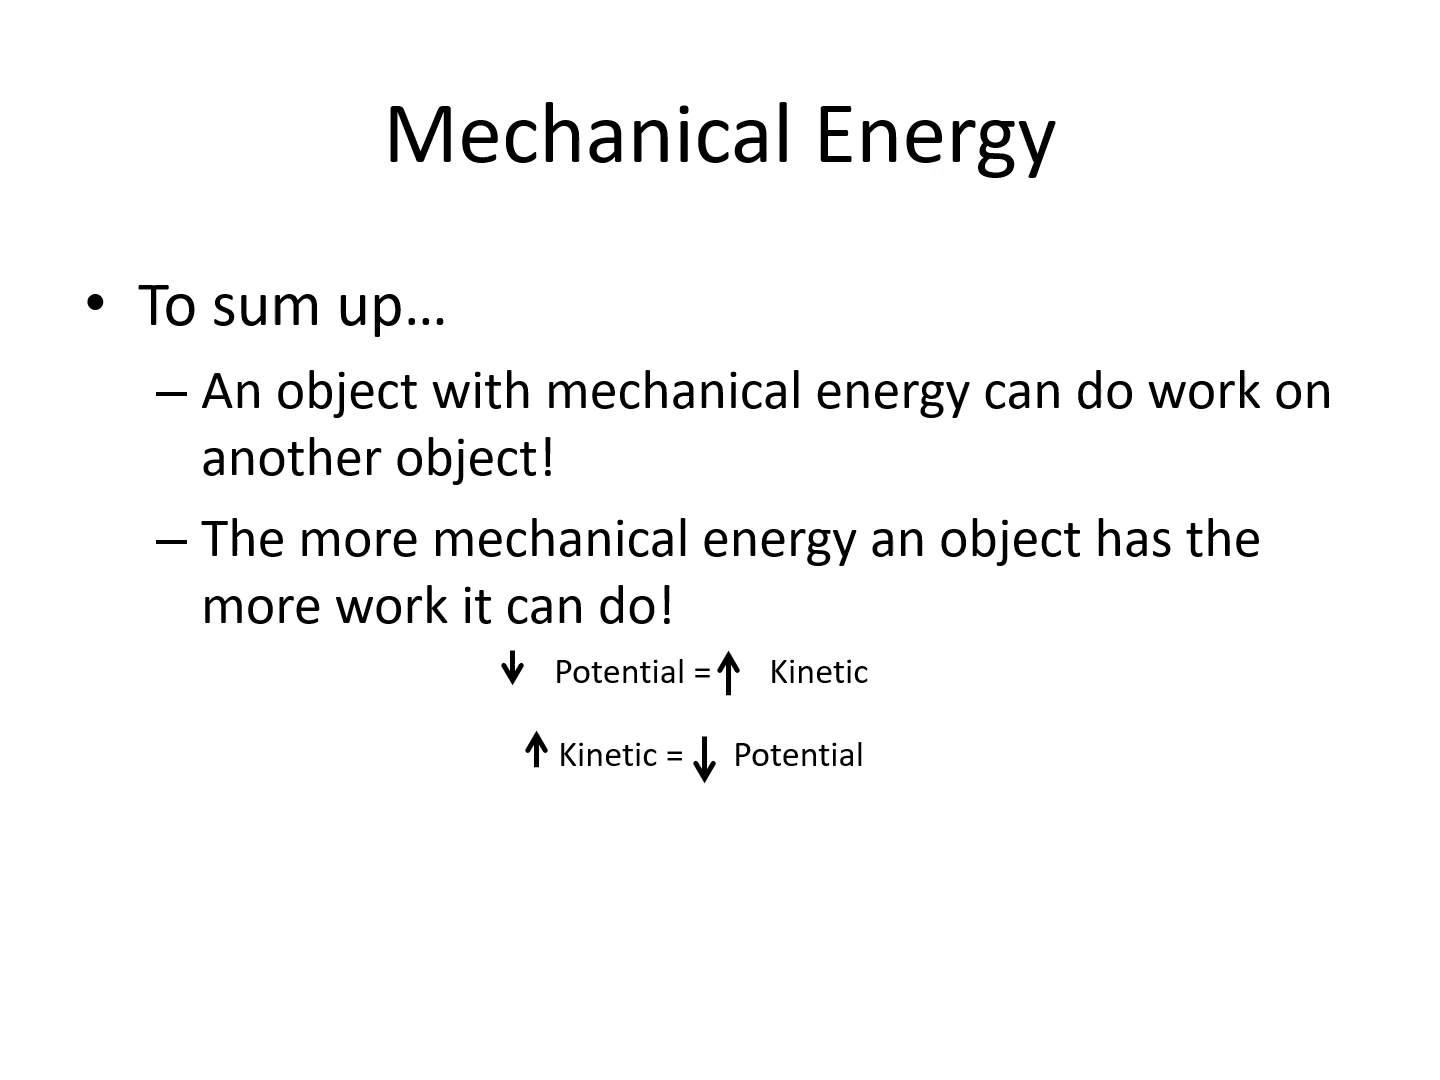 Mechanical Energy
• To sum up…
– An object with mechanical energy can do work on
another object!
– The more mechanical energy an object has the
more work it can do!
↓ Potential = ↑ Kinetic
↑ Kinetic = ↓ Potential